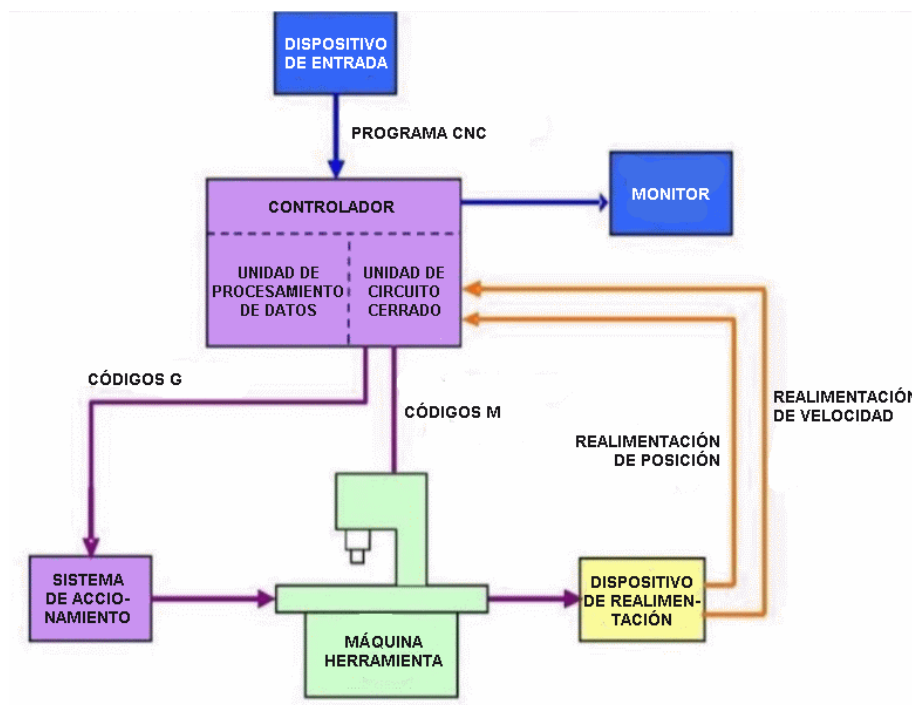 DISPOSITIVO
DE ENTRADA
PROGRAMA CNC
MONITOR
CONTROLADOR
UNIDAD DE
PROCESAMIENTO
DE DATOS
UNIDAD DE
CIRCUITO
CERRADO
CÓDIGOS G
CÓDIGOS M
REALIMENTACIÓN
DE VELOCIDAD
REALIMENTACIÓN
DE POSICIÓN
SISTEMA
DE ACCIO-
NAMIENTO
MÁQUINA
HERRAMIENTA
DISPOSITIVO
DE REALIMEN-
TACIÓN